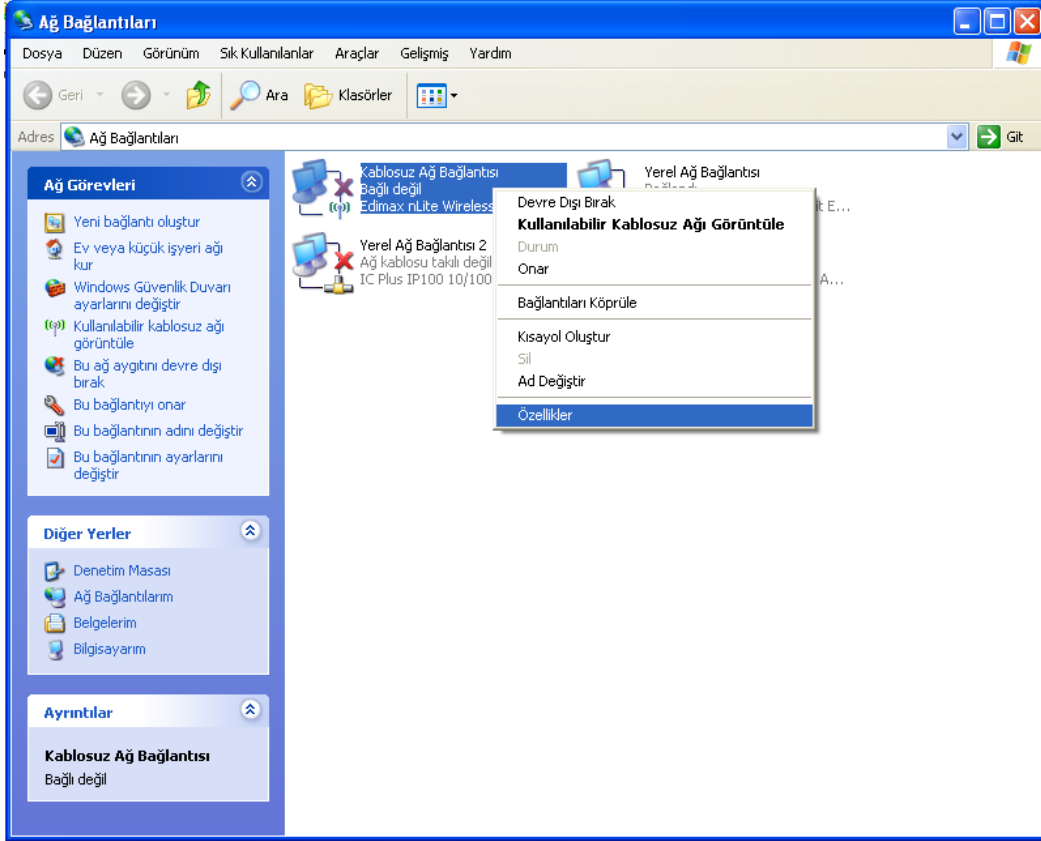 Ağ Bağlantıları
Dosya Düzen Görünüm Sık Kullanılanlar Araçlar Gelişmiş Yardım
Geri Ara Klasörler
Adres Ağ Bağlantıları Git
Ağ Görevleri
Yeni bağlantı oluştur
Ev veya küçük işyeri ağı
kur
Windows Güvenlik Duvarı
ayarlarını değiştir
Kullanılabilir kablosuz ağı
görüntüle
Bu ağ aygıtını devre dışı
bırak
Bu bağlantıyı onar
Bu bağlantının adını değiştir
Bu bağlantının ayarlarını
değiştir
Diğer Yerler
Denetim Masası
Ağ Bağlantılarım
Belgelerim
Bilgisayarım
Ayrıntılar
Kablosuz Ağ Bağlantısı
Bağlı değil
Kablosuz Ağ Bağlantısı
Bağlı değil
Edimax nLite Wireless
Yerel Ağ Bağlantısı
Bağlandı
Yerel Ağ Bağlantısı 2
Ağ kablosu takılı değil
IC Plus IP100 10/100
Devre Dışı Bırak
Kullanılabilir Kablosuz Ağı Görüntüle
Durum
Onar
Bağlantıları Köprüle
Kısayol Oluştur
Sil
Ad Değiştir
Özellikler